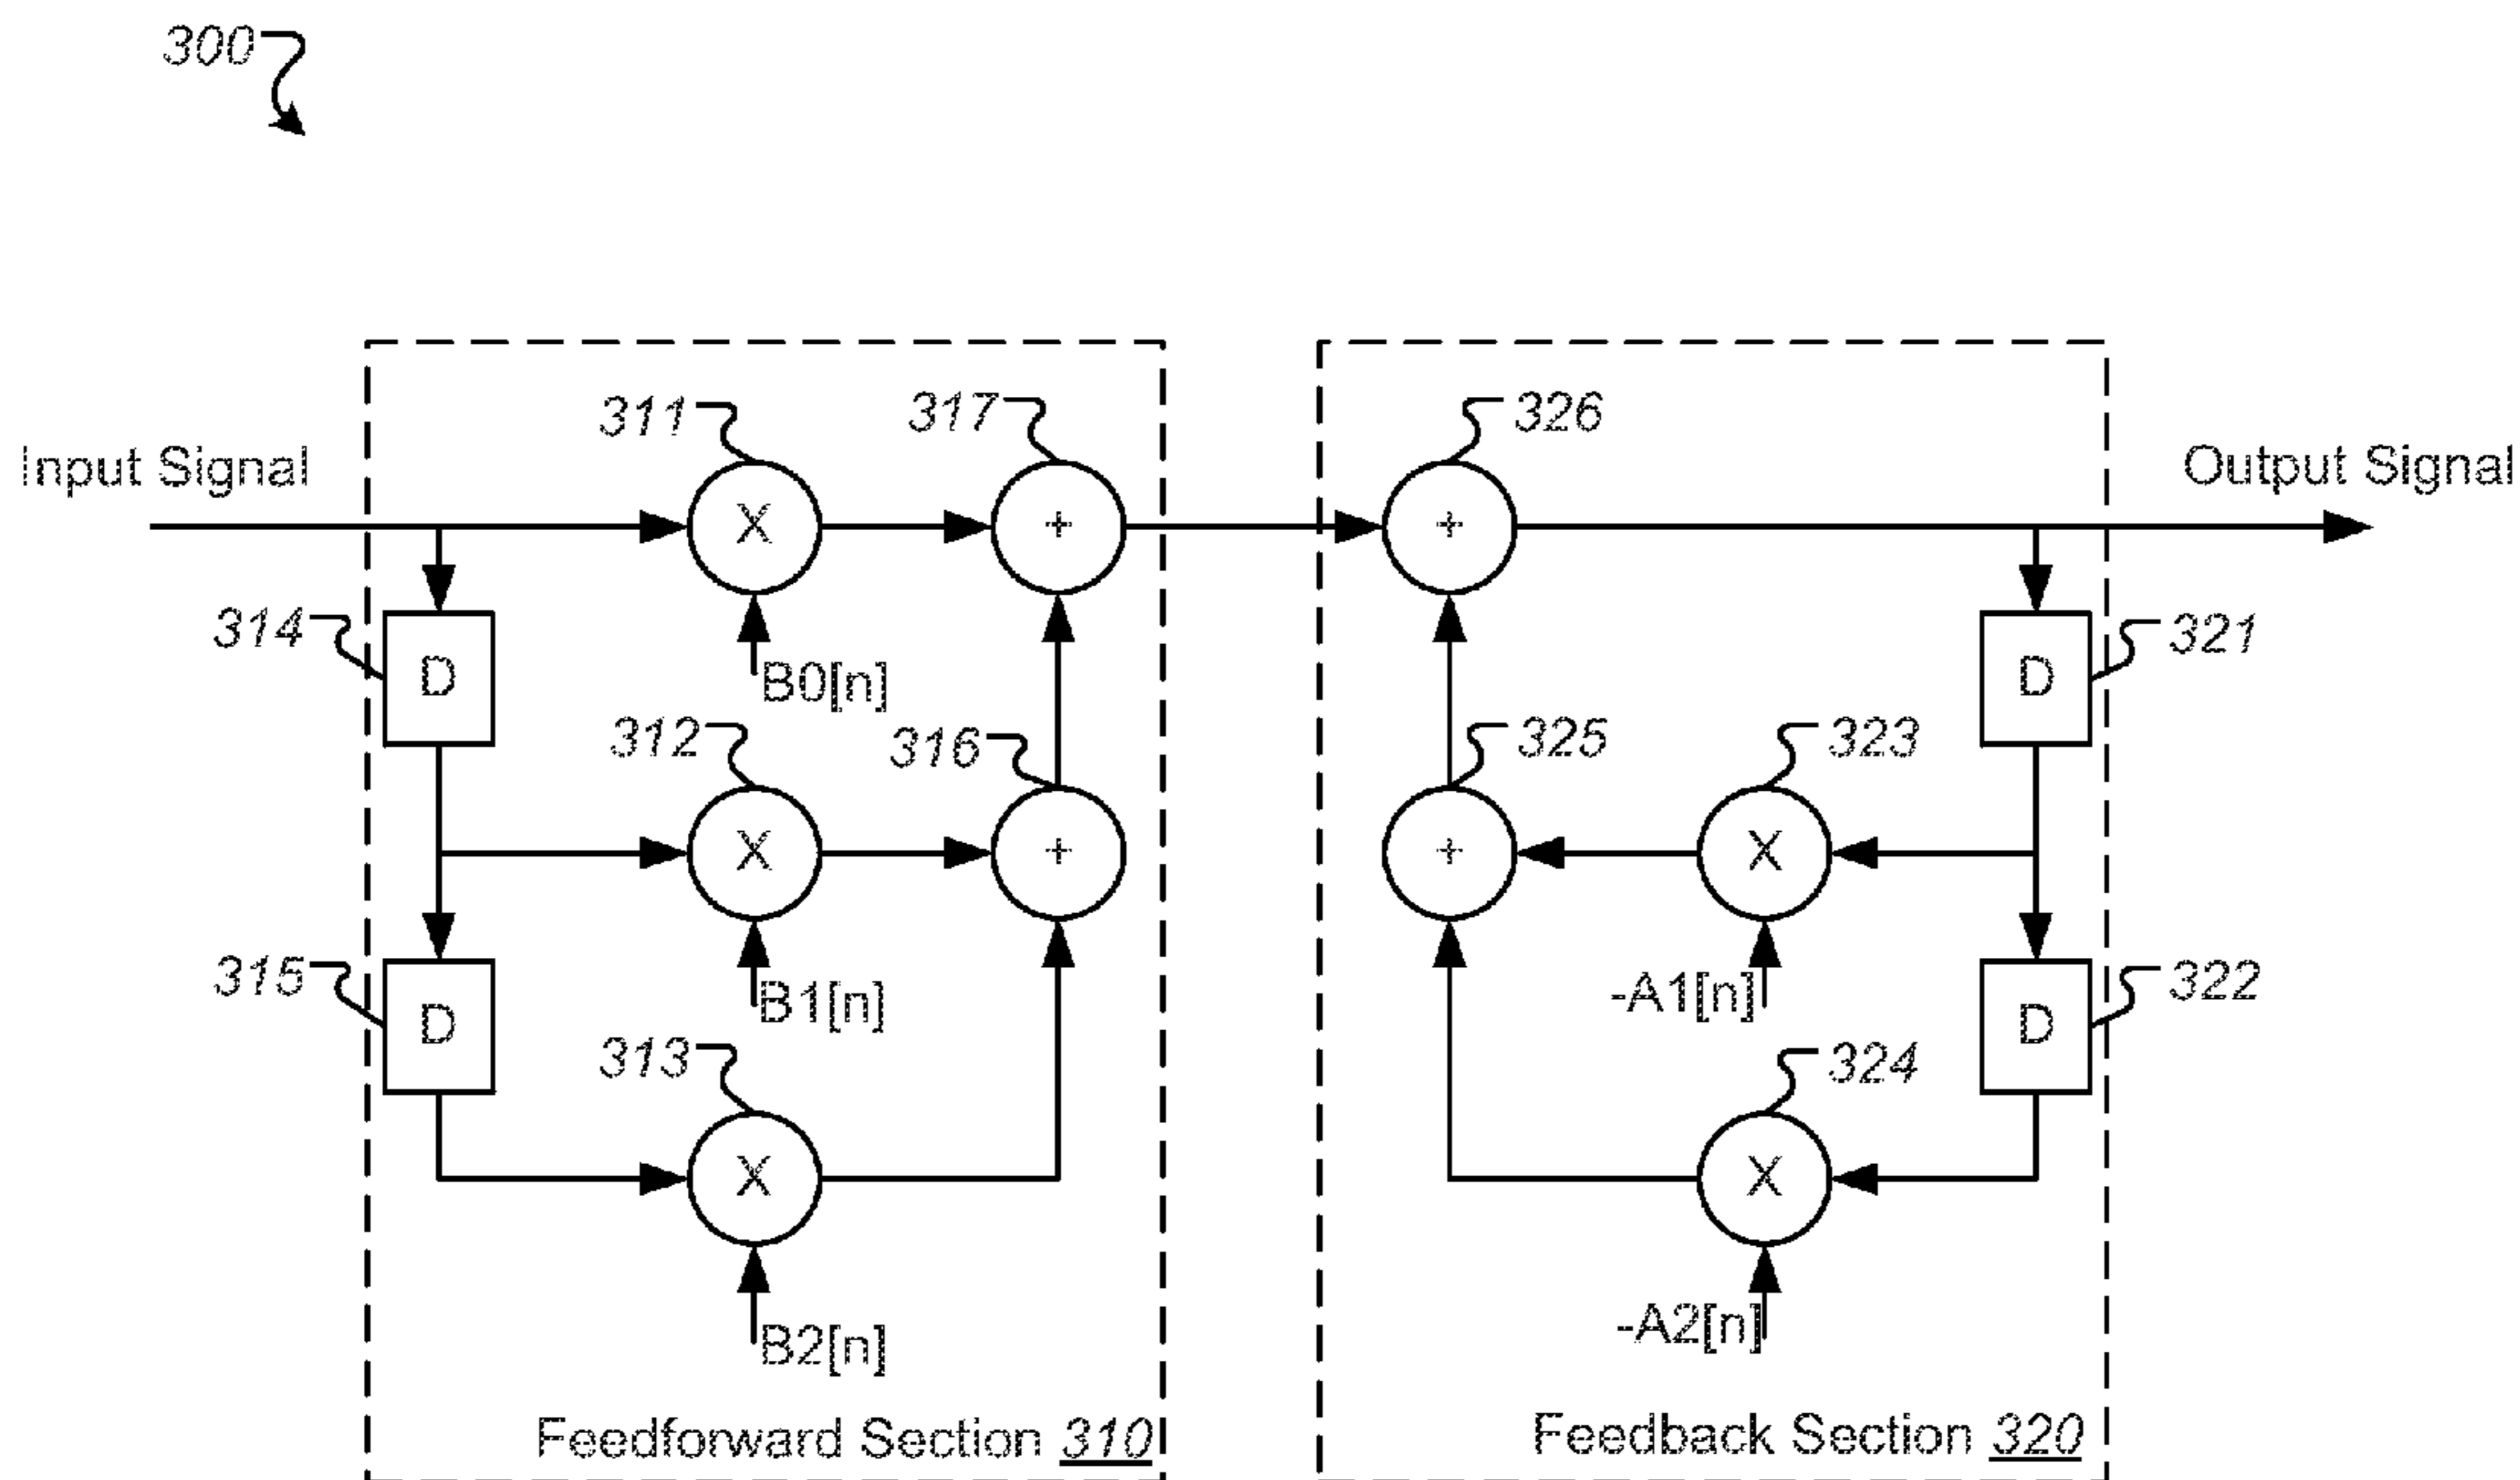 300
311
317
326
Input Signal
Output Signal
X
+
+
314
D
B0[n]
321
D
312
316
325
323
X
+
+
X
315
D
B1[n]
-A1[n]
322
D
313
324
X
X
B2[n]
-A2[n]
Feedforward Section 310
Feedback Section 320